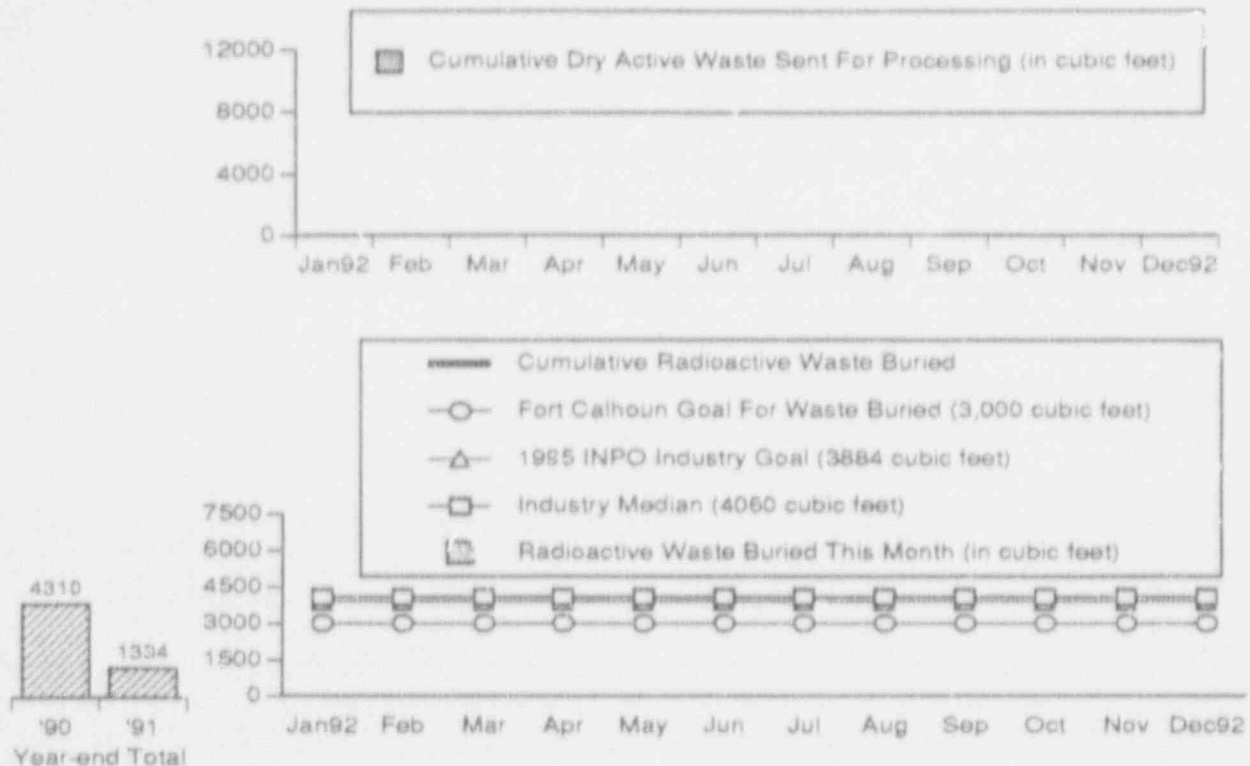 12000
8000
4000
0
Cumulative Dry Active Waste Sent For Processing (in cubic feet)
Jan92 Feb Mar Apr May Jun Jul Aug Sep Oct Nov Dec92
Cumulative Radioactive Waste Buried
Fort Calhoun Goal For Waste Buried (3,000 cubic feet)
1995 INPO Industry Goal (3884 cubic feet)
Industry Median (4060 cubic feet)
Radioactive Waste Buried This Month (in cubic feet)
7500
6000
4500
3000
1500
0
4310
1334
'90 '91
Year-end Total
Jan92 Feb Mar Apr May Jun Jul Aug Sep Oct Nov Dec92